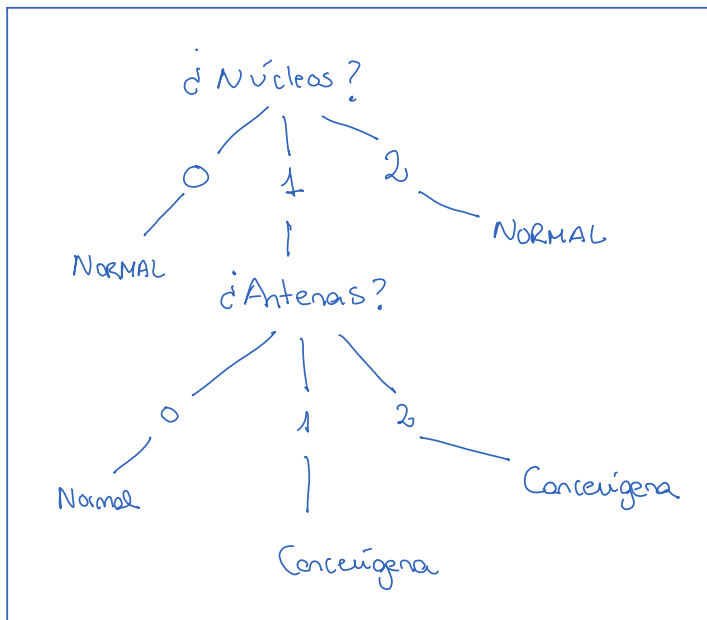 ¿Núcleos?
0 1 2
NORMAL
NORMAL
¿Antenas?
0 1 2
Normal
Cancerígena
Cancerígena